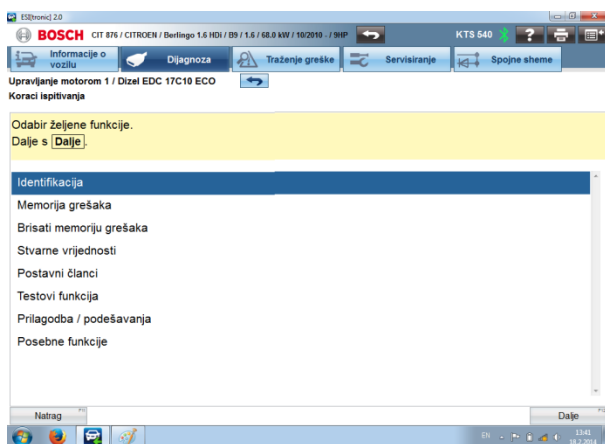 ESI[tronic] 2.0
BOSCH CIT 876 / CITROEN / Berlingo 1.6 HDi / B9 / 1.6 / 68.0 kW / 10/2010 - / 9HP KTS 540 ?
Informacije o vozilu Dijagnoza Traženje greške Servisiranje Spojne sheme
Upravljanje motorom 1 / Dizel EDC 17C10 ECO
Koraci ispitivanja
Odabir željene funkcije.
Dalje s Dalje.
Identifikacija
Memorija grešaka
Brisati memoriju grešaka
Stvarne vrijednosti
Postavni članci
Testovi funkcija
Prilagodba / podešavanja
Posebne funkcije
Natrag Dalje
EN 13:41
18.2.2014